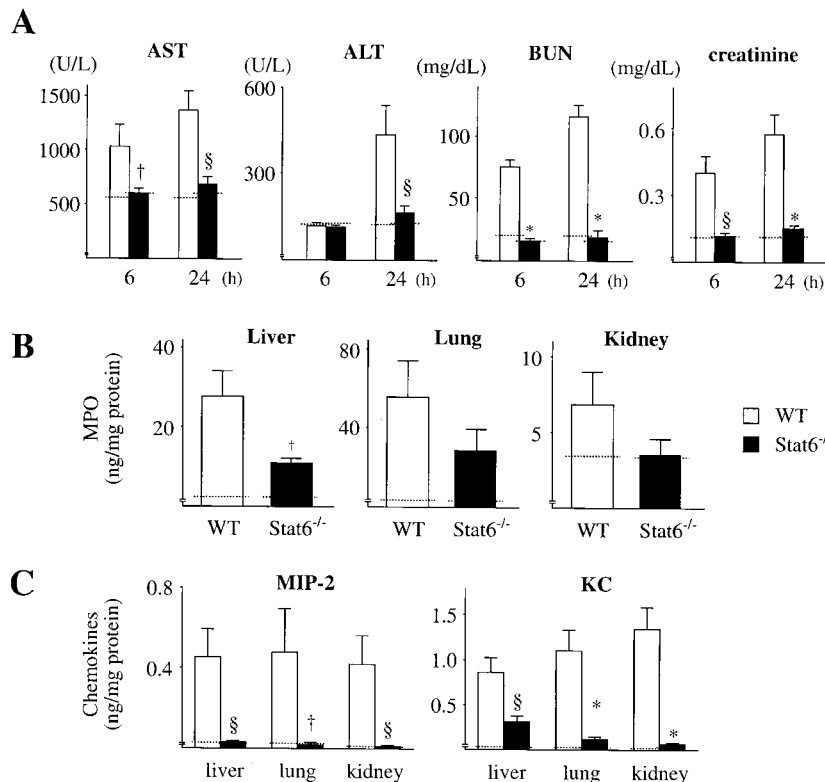 A
AST
ALT
BUN
creatinine
(U/L)
(U/L)
(mg/dL)
(mg/dL)
1500
1000
500
†
§
6
24 (h)
600
300
§
6
24 (h)
100
50
*
*
6
24 (h)
0.6
0.3
§
*
6
24 (h)
B
Liver
Lung
Kidney
MPO
(ng/mg protein)
40
20
†
WT
Stat6-/-
80
40
WT
Stat6-/-
10
5
WT
Stat6-/-
WT
Stat6-/
C
MIP-2
KC
Chemokines
(ng/mg protein)
0.8
0.4
§
†
§
liver
lung
kidney
1.5
1.0
0.5
§
*
*
liver
lung
kidney